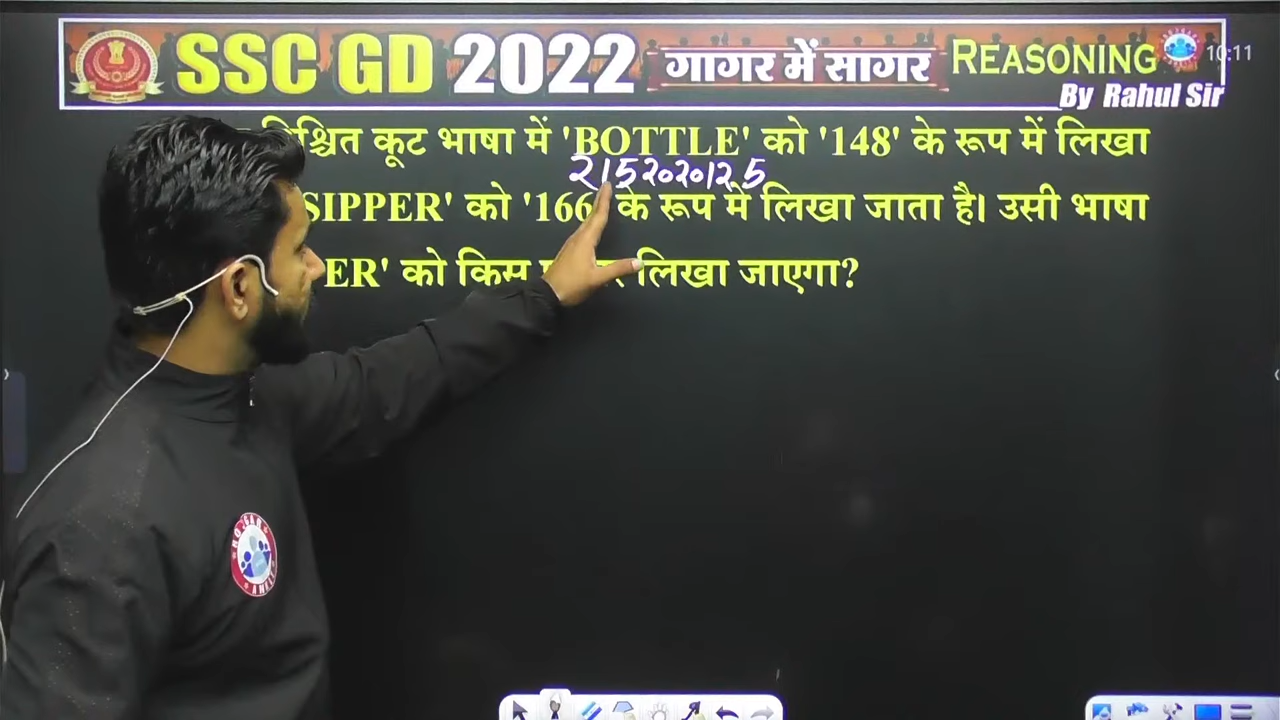 SSC GD 2022 गागर में सागर REASONING
10:11
By Rahul Sir
कूट भाषा में 'BOTTLE' को '148' के रूप में लिखा
2 15 20 20 12 5
SIPPER' को '166' के रूप में लिखा जाता है। उसी भाषा
ER' को किस लिखा जाएगा?